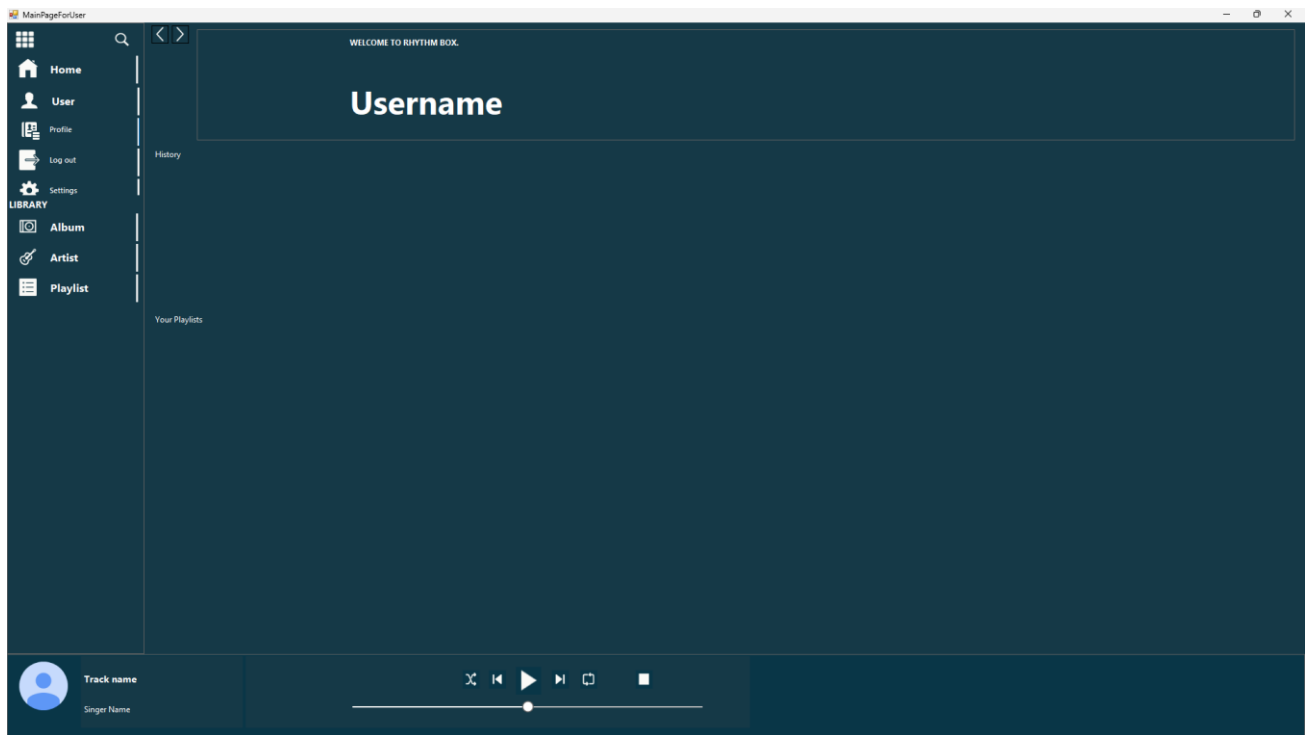 MainPageForUser
Home
User
Profile
Log out
Settings
LIBRARY
Album
Artist
Playlist
WELCOME TO RHYTHM BOX.
Username
History
Your Playlists
Track name
Singer Name